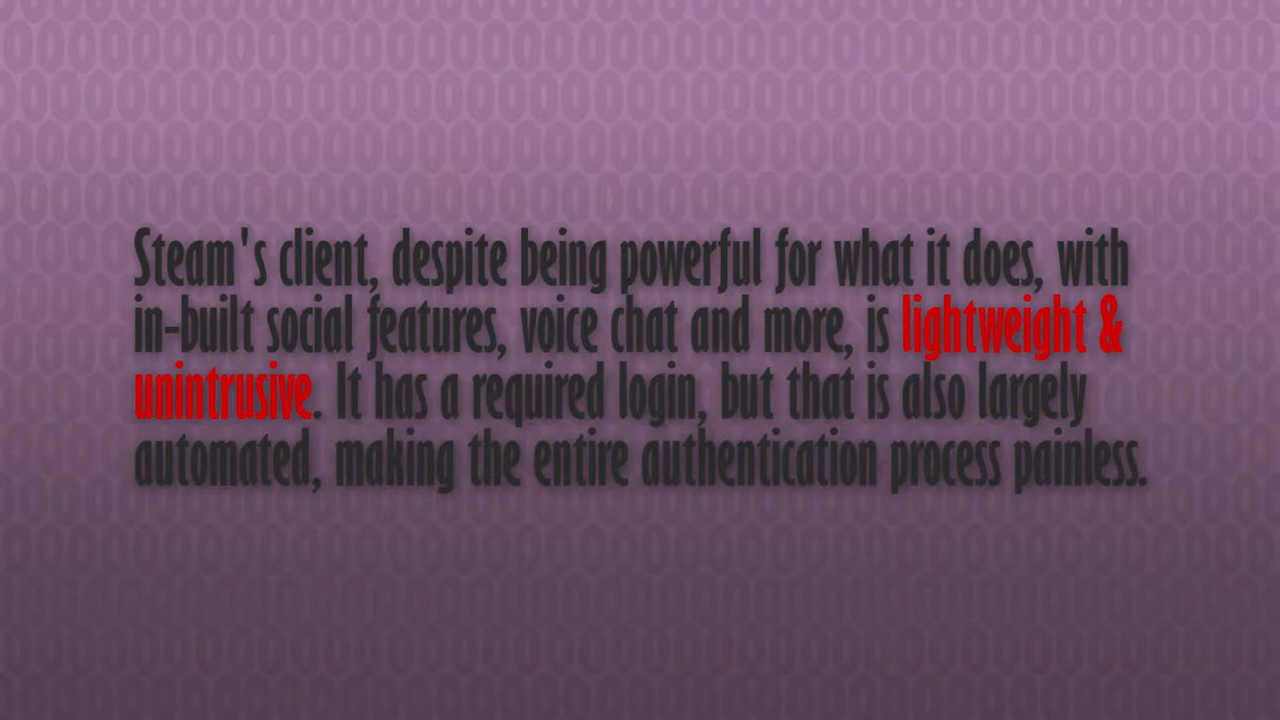 Steam's client, despite being powerful for what it does, with
in-built social features, voice chat and more, is lightweight &
unintrusive. It has a required login, but that is also largely
automated, making the entire authentication process painless.